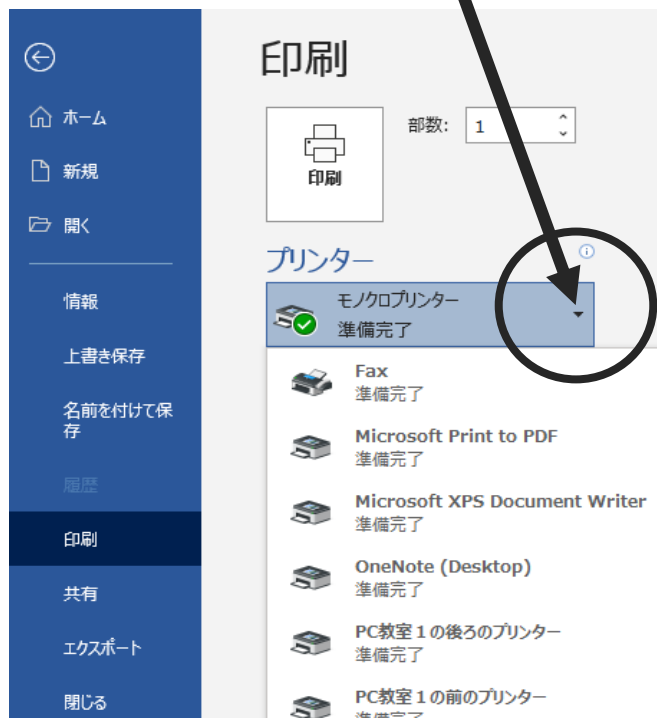 印刷
ホーム
新規
開く
情報
上書き保存
名前を付けて保
存
履歴
印刷
共有
エクスポート
閉じる
部数: 1
印刷
プリンター
モノクロプリンター
準備完了
Fax
準備完了
Microsoft Print to PDF
準備完了
Microsoft XPS Document Writer
準備完了
OneNote (Desktop)
準備完了
PC教室１の後ろのプリンター
準備完了
PC教室１の前のプリンター
準備完了